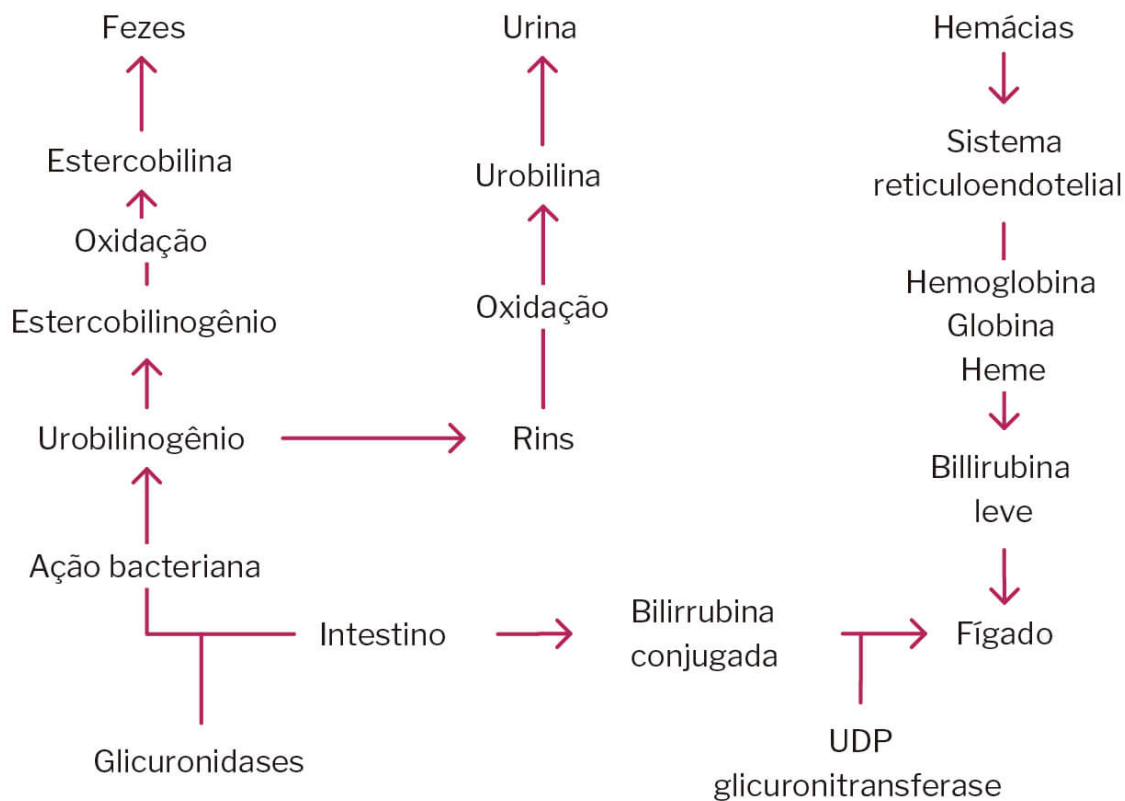 Fezes
Urina
Hemácias
Estercobilina
Urobilina
Sistema
reticuloendotelial
Oxidação
Oxidação
Hemoglobina
Globina
Heme
Estercobilinogênio
Urobilinogênio
Rins
Billirubina
leve
Ação bacteriana
Intestino
Bilirrubina
conjugada
Fígado
Glicuronidases
UDP
glicuronitransferase